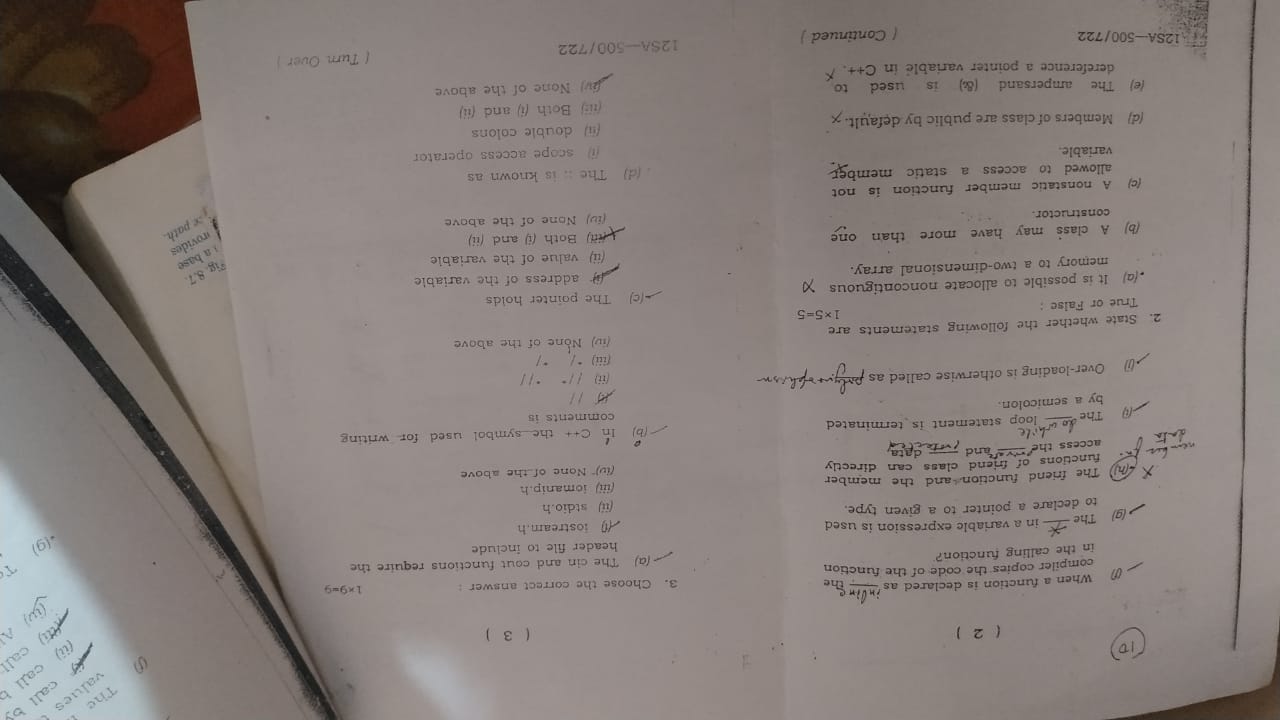 10
( 2 )
(f) When a function is declared as inline the
compiler copies the code of the function
in the calling function?
(g) The * in a variable expression is used
to declare a pointer to a given type.
X (h) The friend function and the member
functions of friend class can directly
access the private and protected data,
member fn.
data
(i) The do while loop statement is terminated
by a semicolon.
(j) Over-loading is otherwise called as polymorphism
2. State whether the following statements are
True or False : 1×5=5
(a) It is possible to allocate noncontiguous X
memory to a two-dimensional array.
(b) A class may have more than one
constructor.
(c) A nonstatic member function is not
allowed to access a static member
variable.
(d) Members of class are public by default. x
(e) The ampersand (&) is used to
dereference a pointer variable in C++. x
12SA—500/722 ( Continued )
( 3 )
3. Choose the correct answer : 1×9=9
(a) The cin and cout functions require the
header file to include
(i) iostream.h
(ii) stdio.h
(iii) iomanip.h
(iv) None of the above
(b) In C++ the symbol used for writing
comments is
(i) //
(ii) //* *//
(iii) */ */
(iv) None of the above
(c) The pointer holds
(i) address of the variable
(ii) value of the variable
(iii) Both (i) and (ii)
(iv) None of the above
(d) The :: is known as
(i) scope access operator
(ii) double colons
(iii) Both (i) and (ii)
(iv) None of the above
12SA—500/722 ( Turn Over )
(f) The
values
(i) call by
(ii) call b
(iii) call
(iv)
(g)
Fig. 8.7.
a base
provides
path.